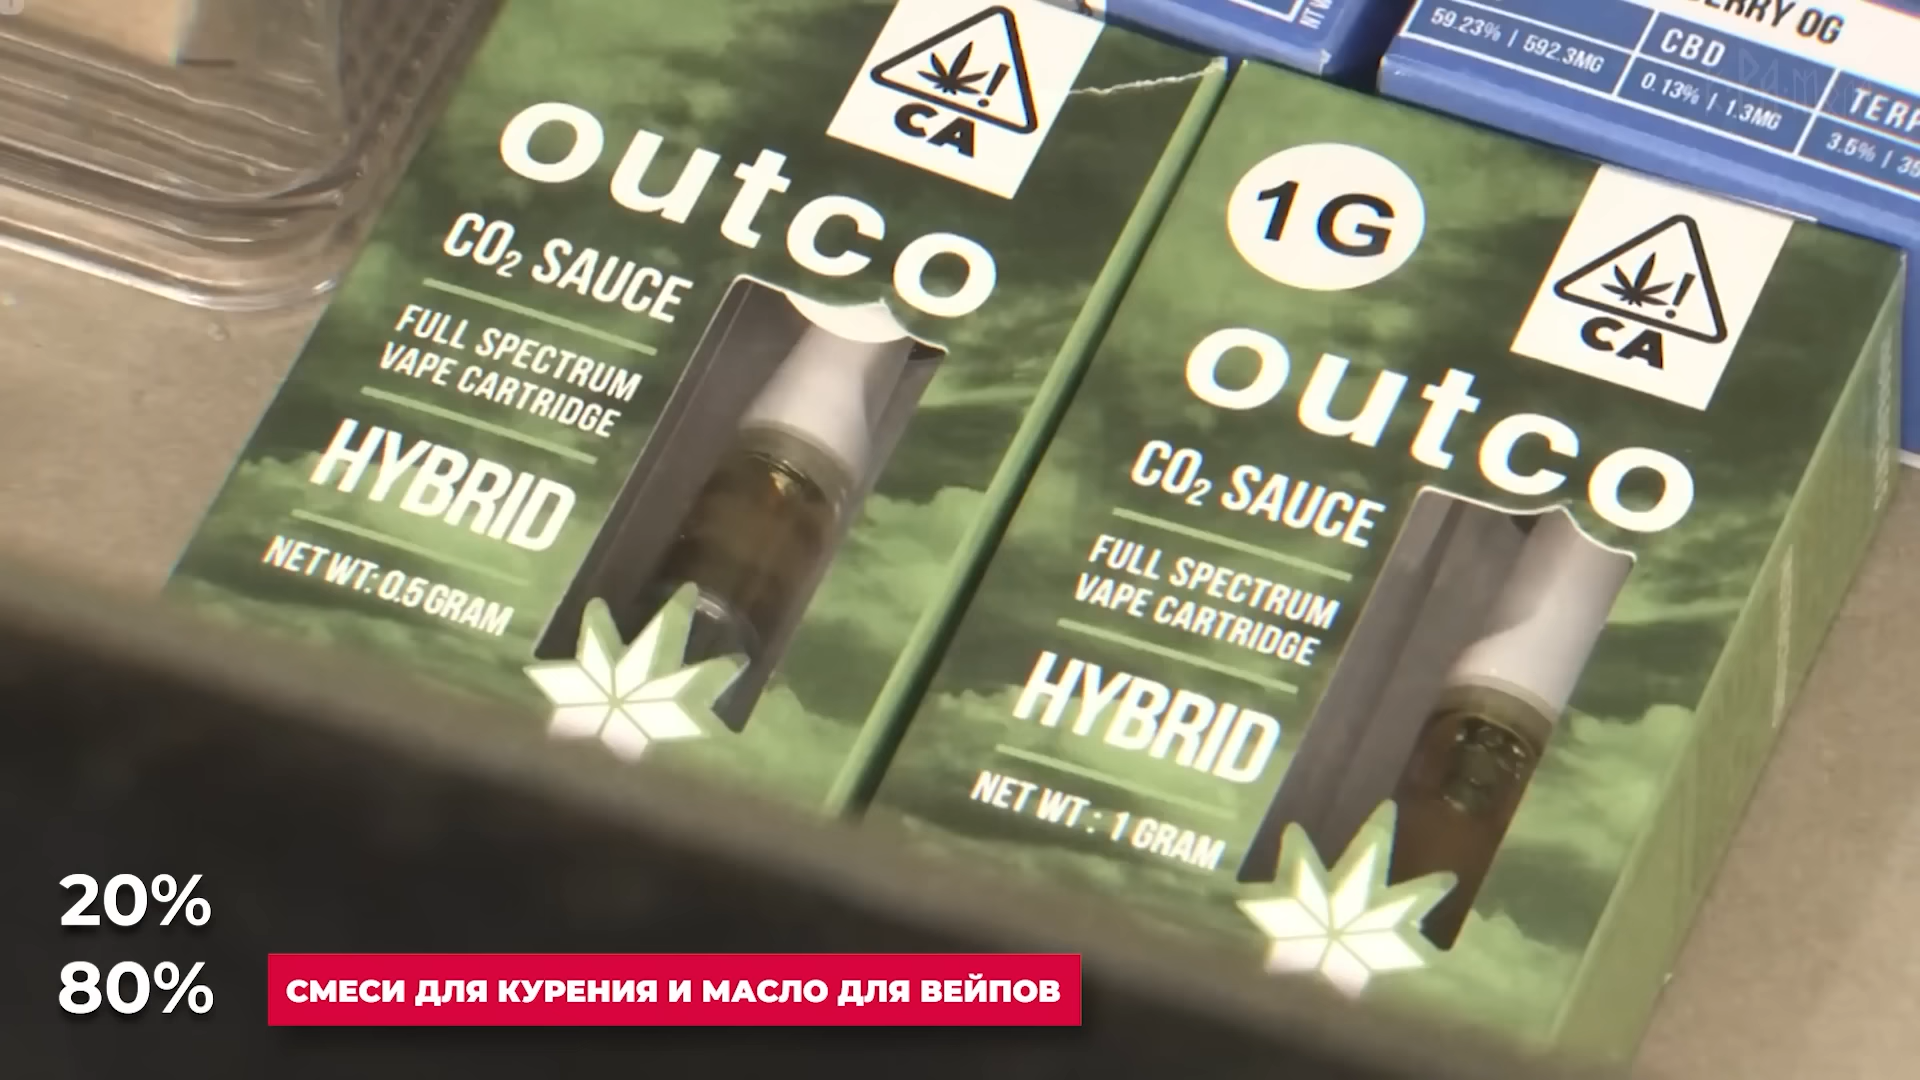 CA
outco
CO₂ SAUCE
FULL SPECTRUM
VAPE CARTRIDGE
HYBRID
NET WT: 0.5 GRAM
1G
CA
outco
CO₂ SAUCE
FULL SPECTRUM
VAPE CARTRIDGE
HYBRID
NET WT : 1 GRAM
OG
59.23% / 592.3MG
CBD
0.13% / 1.3MG
3.5% /
20%
80%
СМЕСИ ДЛЯ КУРЕНИЯ И МАСЛО ДЛЯ ВЕЙПОВ